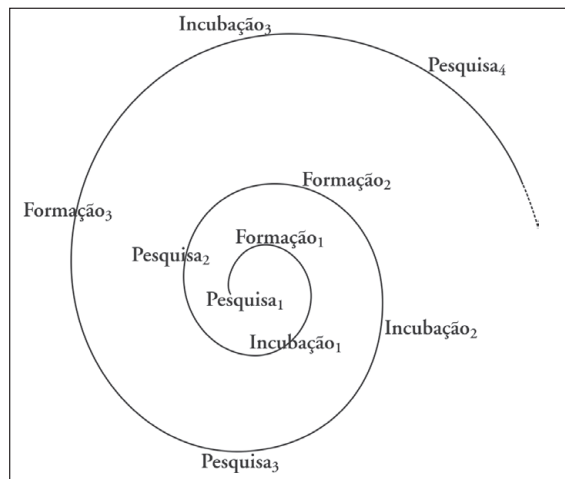 Incubação₃
Pesquisa₄
Formação₂
Formação₃
Formação₁
Pesquisa₂
Pesquisa₁
Incubação₂
Incubação₁
Pesquisa₃